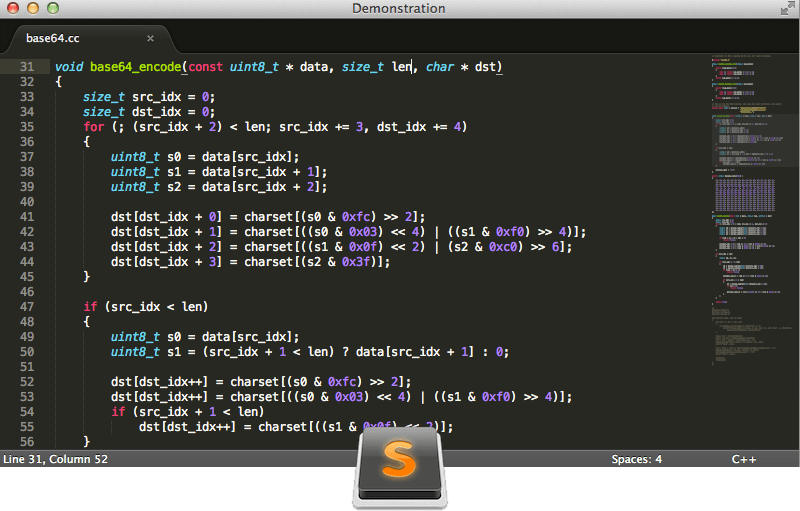 Demonstration
base64.cc ×
31 void base64_encode(const uint8_t * data, size_t len, char * dst)
32 {
33     size_t src_idx = 0;
34     size_t dst_idx = 0;
35     for (; (src_idx + 2) < len; src_idx += 3, dst_idx += 4)
36     {
37         uint8_t s0 = data[src_idx];
38         uint8_t s1 = data[src_idx + 1];
39         uint8_t s2 = data[src_idx + 2];
40
41         dst[dst_idx + 0] = charset[(s0 & 0xfc) >> 2];
42         dst[dst_idx + 1] = charset[((s0 & 0x03) << 4) | ((s1 & 0xf0) >> 4)];
43         dst[dst_idx + 2] = charset[((s1 & 0x0f) << 2) | (s2 & 0xc0) >> 6];
44         dst[dst_idx + 3] = charset[(s2 & 0x3f)];
45     }
46
47     if (src_idx < len)
48     {
49         uint8_t s0 = data[src_idx];
50         uint8_t s1 = (src_idx + 1 < len) ? data[src_idx + 1] : 0;
51
52         dst[dst_idx++] = charset[(s0 & 0xfc) >> 2];
53         dst[dst_idx++] = charset[((s0 & 0x03) << 4) | ((s1 & 0xf0) >> 4)];
54         if (src_idx + 1 < len)
55             dst[dst_idx++] = charset[((s1 & 0x0f) << 2)];
56     }
Line 31, Column 52 Spaces: 4 C++
S